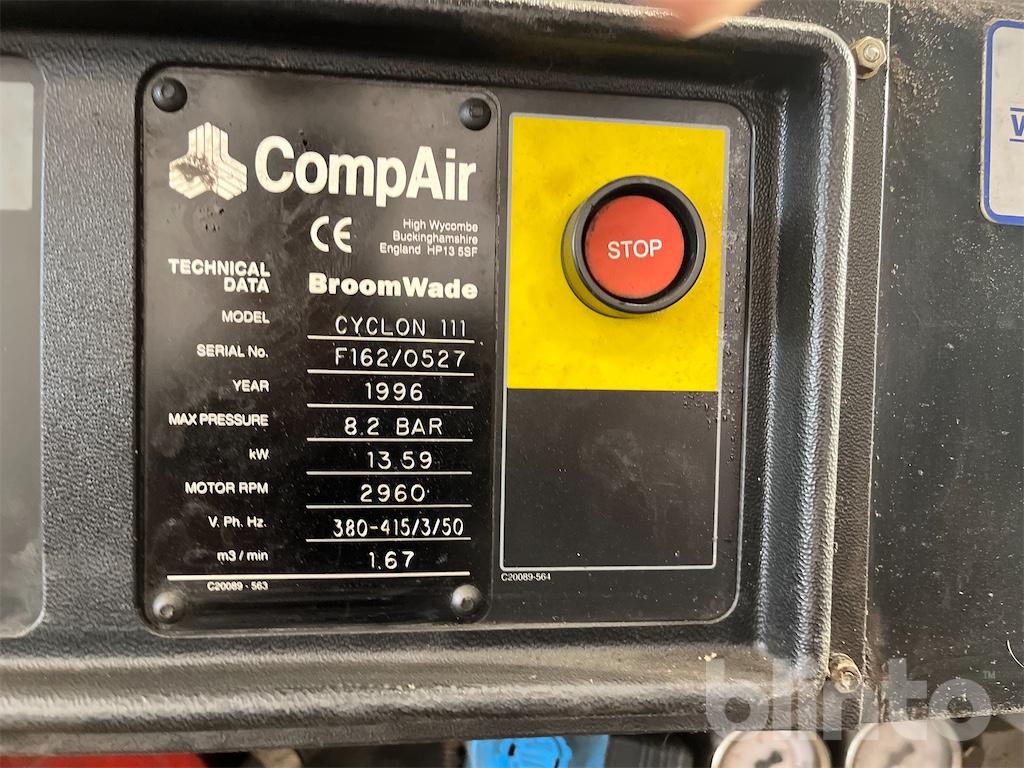 CompAir
CE
High Wycombe
Buckinghamshire
England HP13 5SF
TECHNICAL
DATA
BroomWade
MODEL CYCLON 111
SERIAL No. F162/0527
YEAR 1996
MAX PRESSURE 8.2 BAR
kW 13.59
MOTOR RPM 2960
V. Ph. Hz. 380-415/3/50
m3 / min 1.67
C20089 - 563
STOP
C20089-564
blinto™